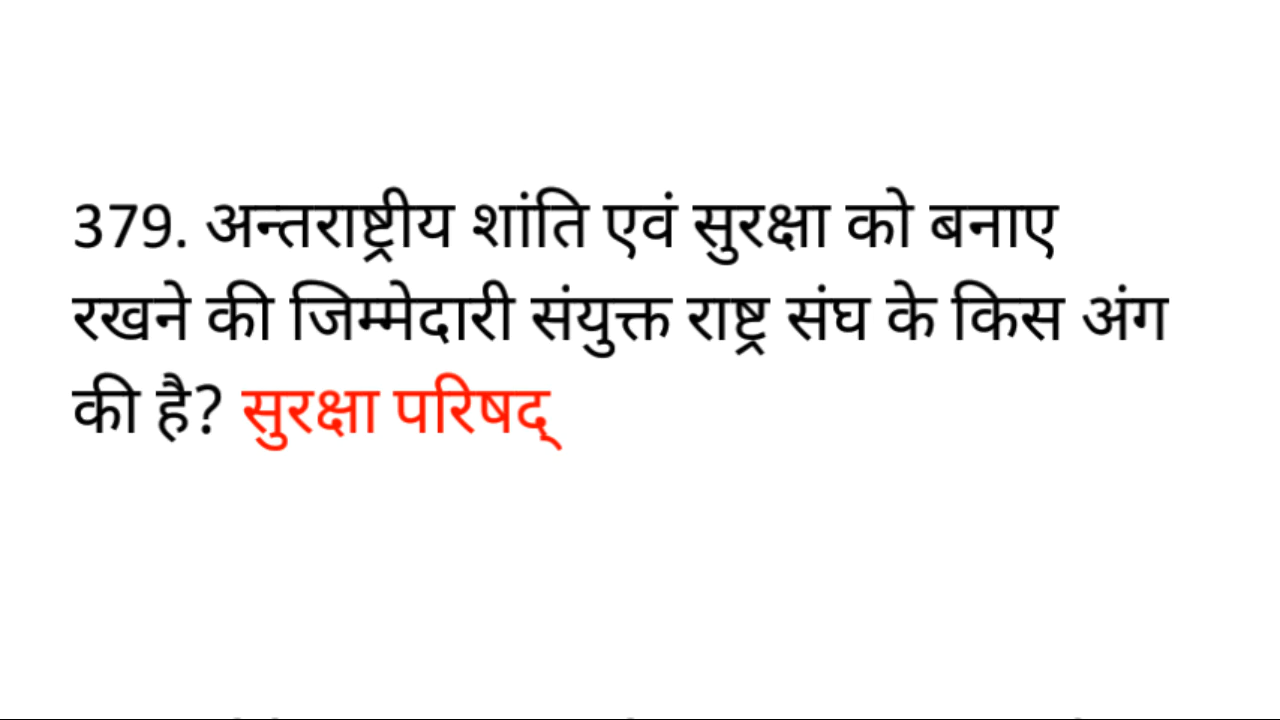 379. अन्तराष्ट्रीय शांति एवं सुरक्षा को बनाए
रखने की जिम्मेदारी संयुक्त राष्ट्र संघ के किस अंग
की है? सुरक्षा परिषद्